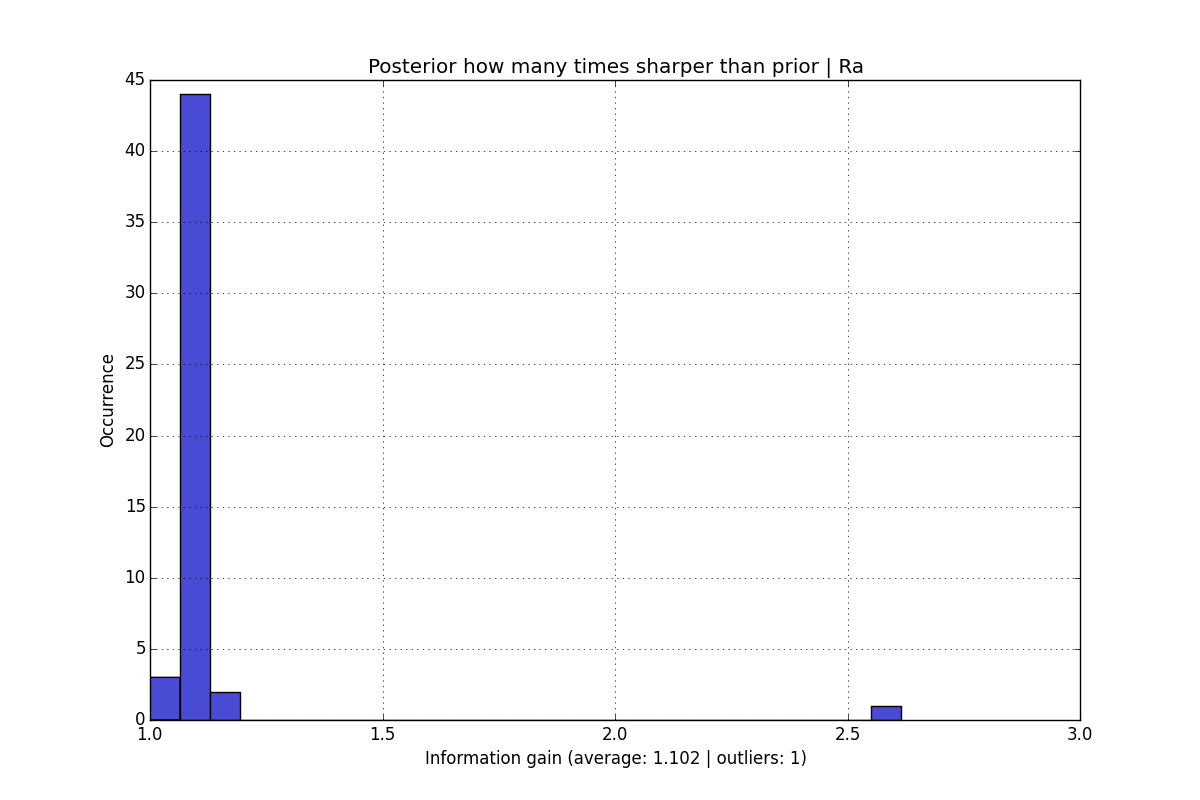 Posterior how many times sharper than prior | Ra
45
40
35
30
25
20
15
10
5
0
Occurrence
1.0 1.5 2.0 2.5 3.0
Information gain (average: 1.102 | outliers: 1)